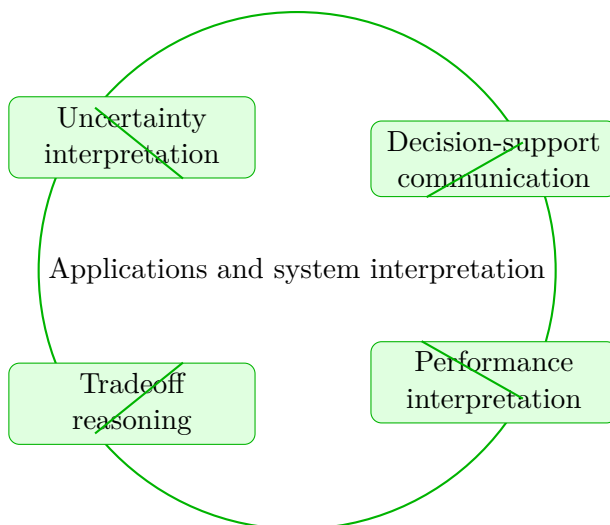 Uncertainty
interpretation
Decision-support
communication
Applications and system interpretation
Tradeoff
reasoning
Performance
interpretation